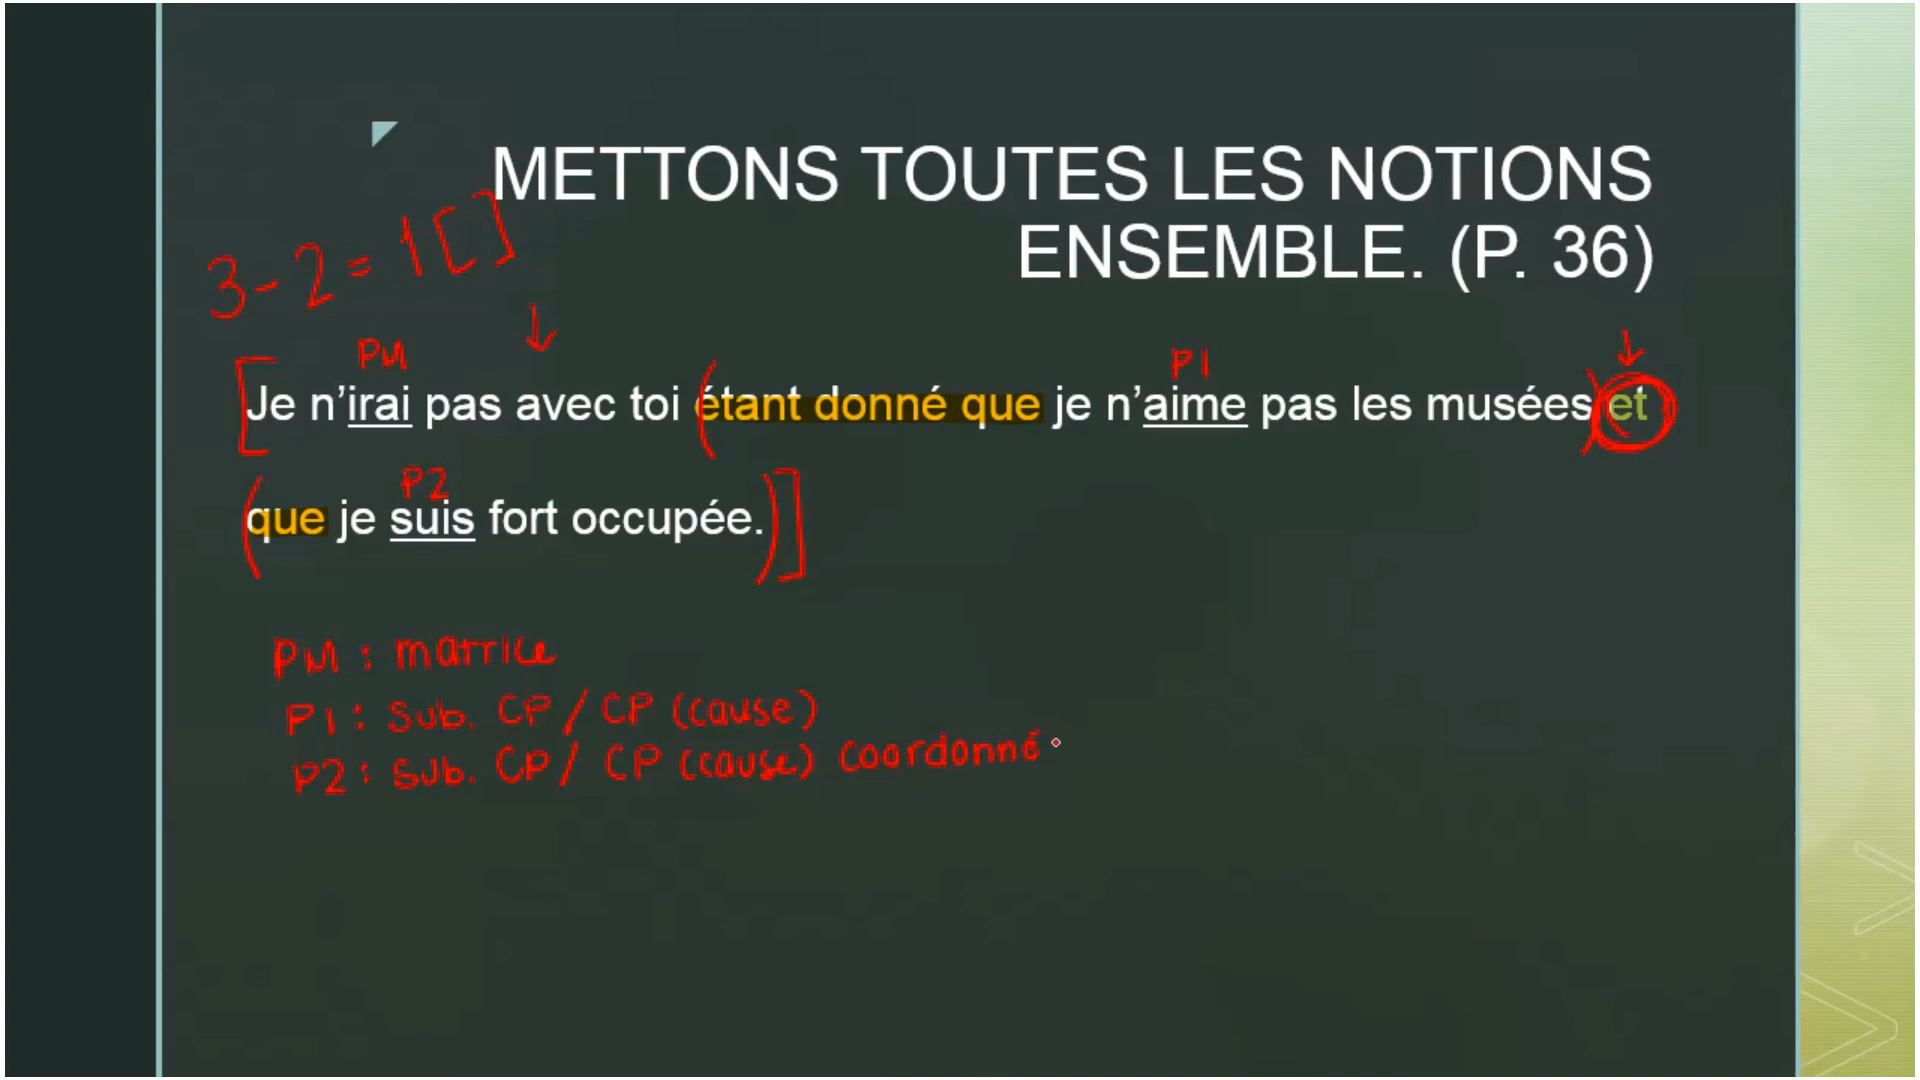 METTONS TOUTES LES NOTIONS
ENSEMBLE. (P. 36)
3-2=1[]
PM
P1
[Je n'irai pas avec toi (étant donné que je n'aime pas les musées) et
P2
(que je suis fort occupée.)]
PM : matrice
P1 : Sub. CP / CP (cause)
P2 : Sub. CP / CP (cause) coordonné